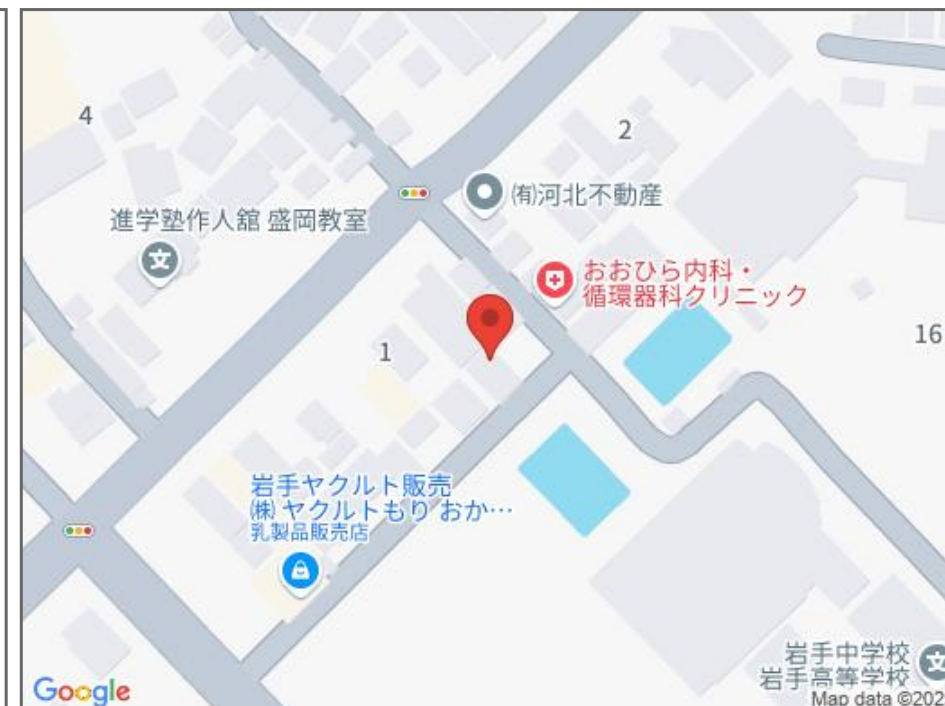 4
2
㈲河北不動産
進学塾作人舘 盛岡教室
おおひら内科・
循環器科クリニック
16
1
岩手ヤクルト販売
㈱ ヤクルトもり おか…
乳製品販売店
岩手中学校
岩手高等学校
Google
Map data ©202